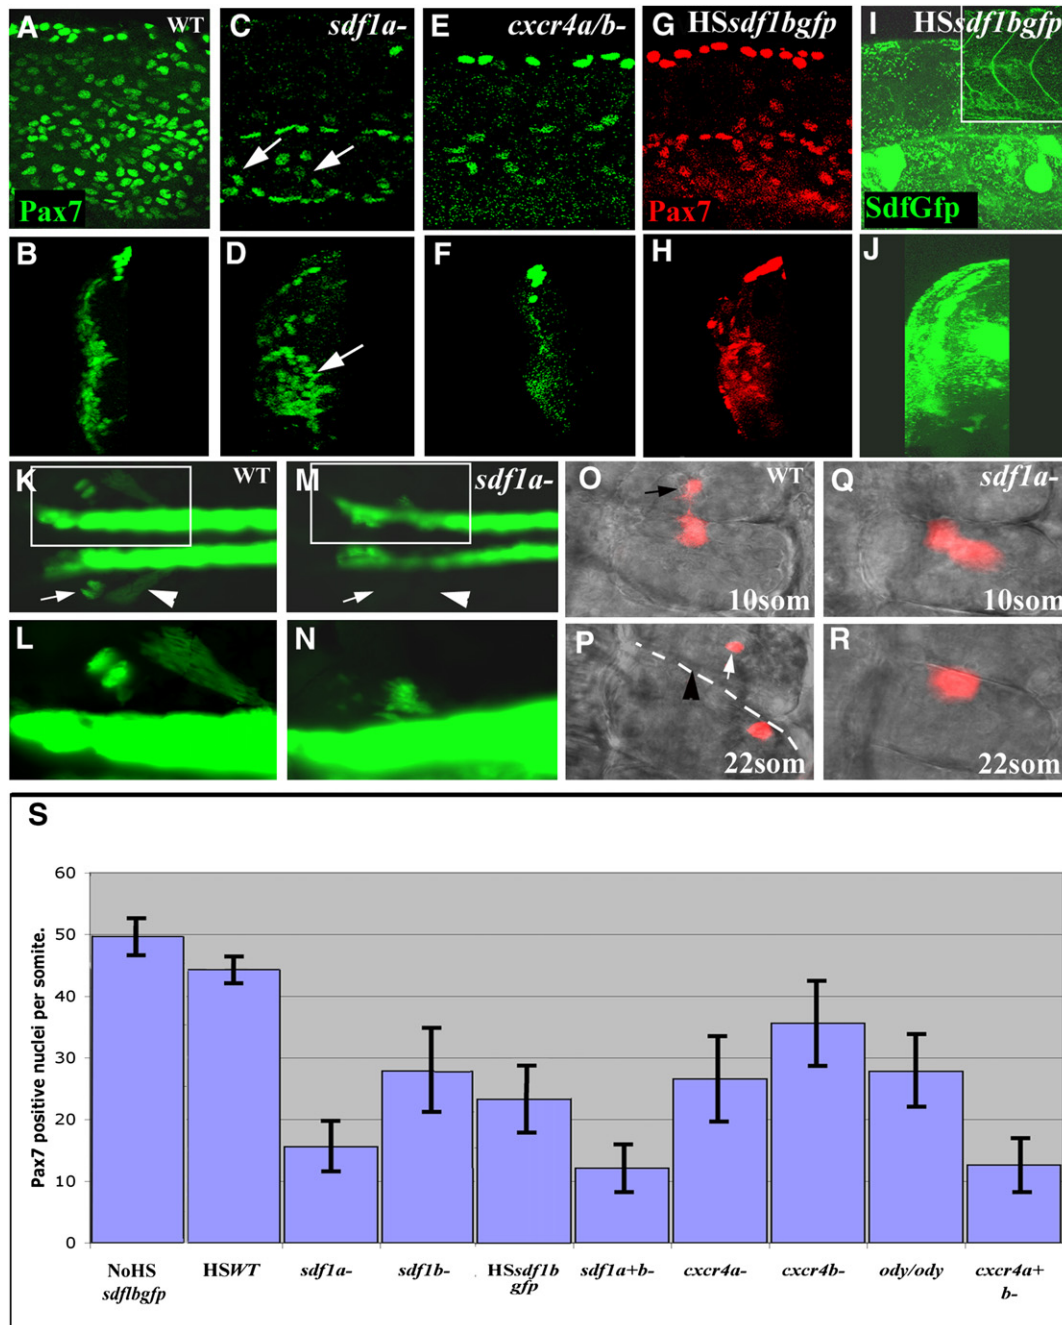 A WT
C sdf1a-
E cxcr4a/b-
G HSsdf1bgfp
I HSsdf1bgfp
Pax7
Pax7
SdfGfp
B
D
F
H
J
K WT
M sdf1a-
O WT
10som
Q sdf1a-
10som
L
N
P
22som
R
22som
S
Pax7 positive nuclei per somite.
60
50
40
30
20
10
0
NoHS
sdf1bgfp
HSWT
sdf1a-
sdf1b-
HSsdf1b
gfp
sdf1a+b-
cxcr4a-
cxcr4b-
ody/ody
cxcr4a+
b-